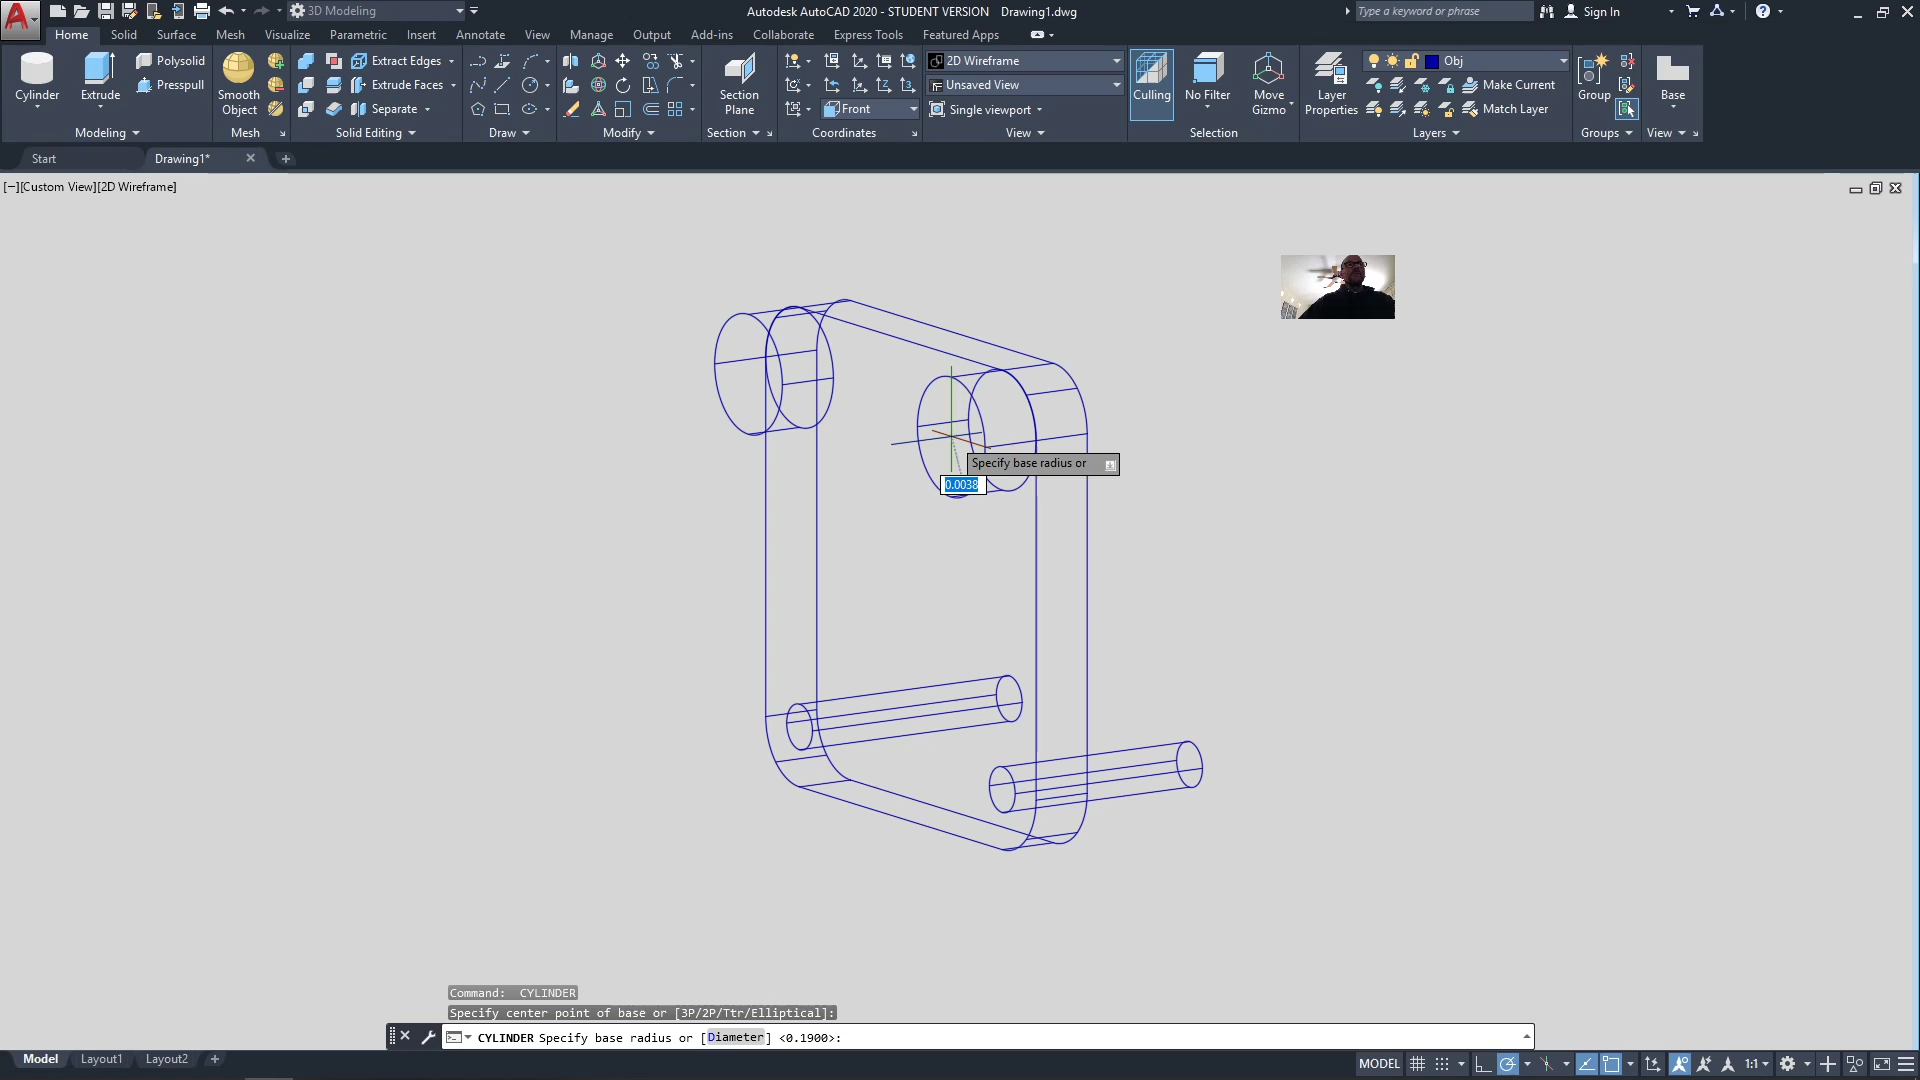 3D Modeling
Autodesk AutoCAD 2020 - STUDENT VERSION Drawing1.dwg
Type a keyword or phrase
Sign In
Home Solid Surface Mesh Visualize Parametric Insert Annotate View Manage Output Add-ins Collaborate Express Tools Featured Apps
Polysolid
Presspull
Cylinder
Extrude
Smooth
Object
Extract Edges
Extrude Faces
Separate
Section
Plane
Front
2D Wireframe
Unsaved View
Single viewport
Culling
No Filter
Move
Gizmo
Layer
Properties
Obj
Make Current
Match Layer
Group
Base
Modeling
Mesh
Solid Editing
Draw
Modify
Section
Coordinates
View
Selection
Layers
Groups
View
Start
Drawing1*
[−][Custom View][2D Wireframe]
Specify base radius or
0.0038
Command: CYLINDER
Specify center point of base or [3P/2P/Ttr/Elliptical]:
CYLINDER Specify base radius or [Diameter] <0.1900>:
Model Layout1 Layout2
MODEL
1:1